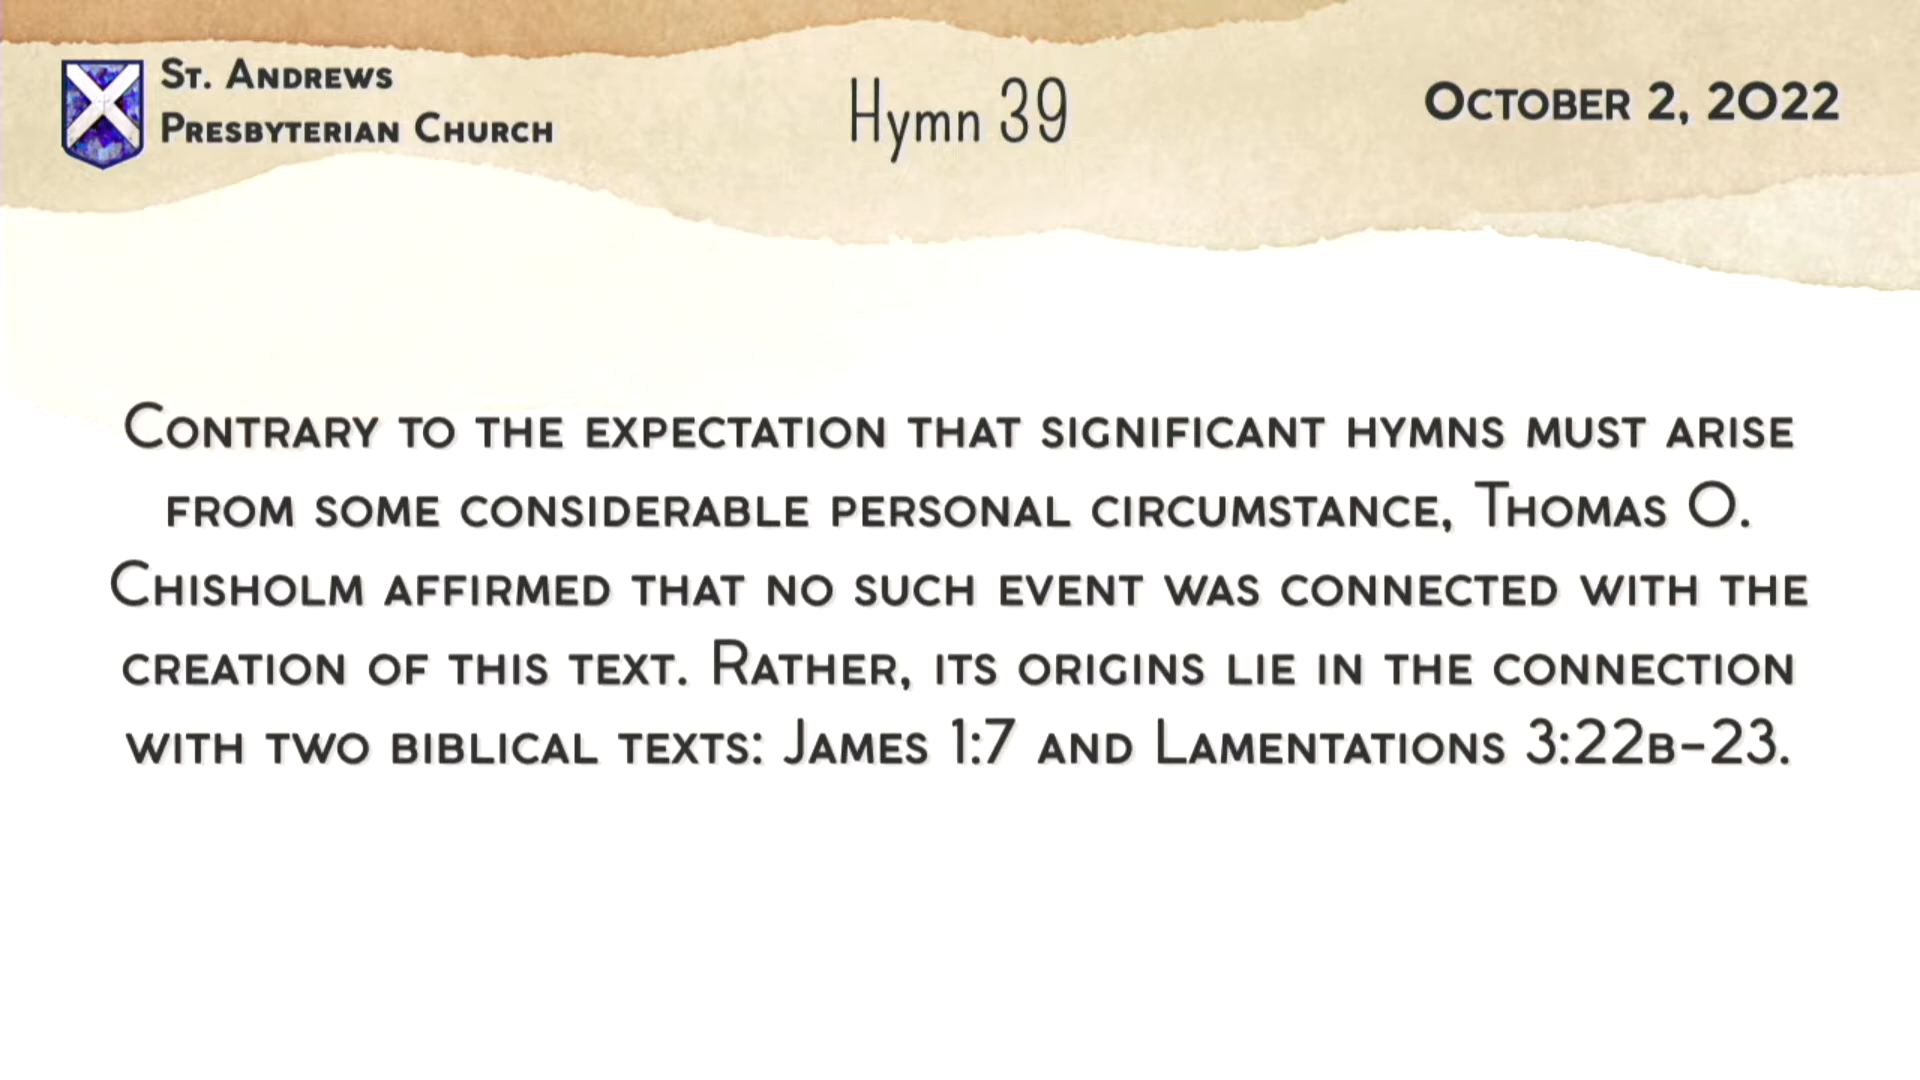 St. Andrews
Presbyterian Church
Hymn 39
October 2, 2022
Contrary to the expectation that significant hymns must arise
from some considerable personal circumstance, Thomas O.
Chisholm affirmed that no such event was connected with the
creation of this text. Rather, its origins lie in the connection
with two biblical texts: James 1:7 and Lamentations 3:22b-23.